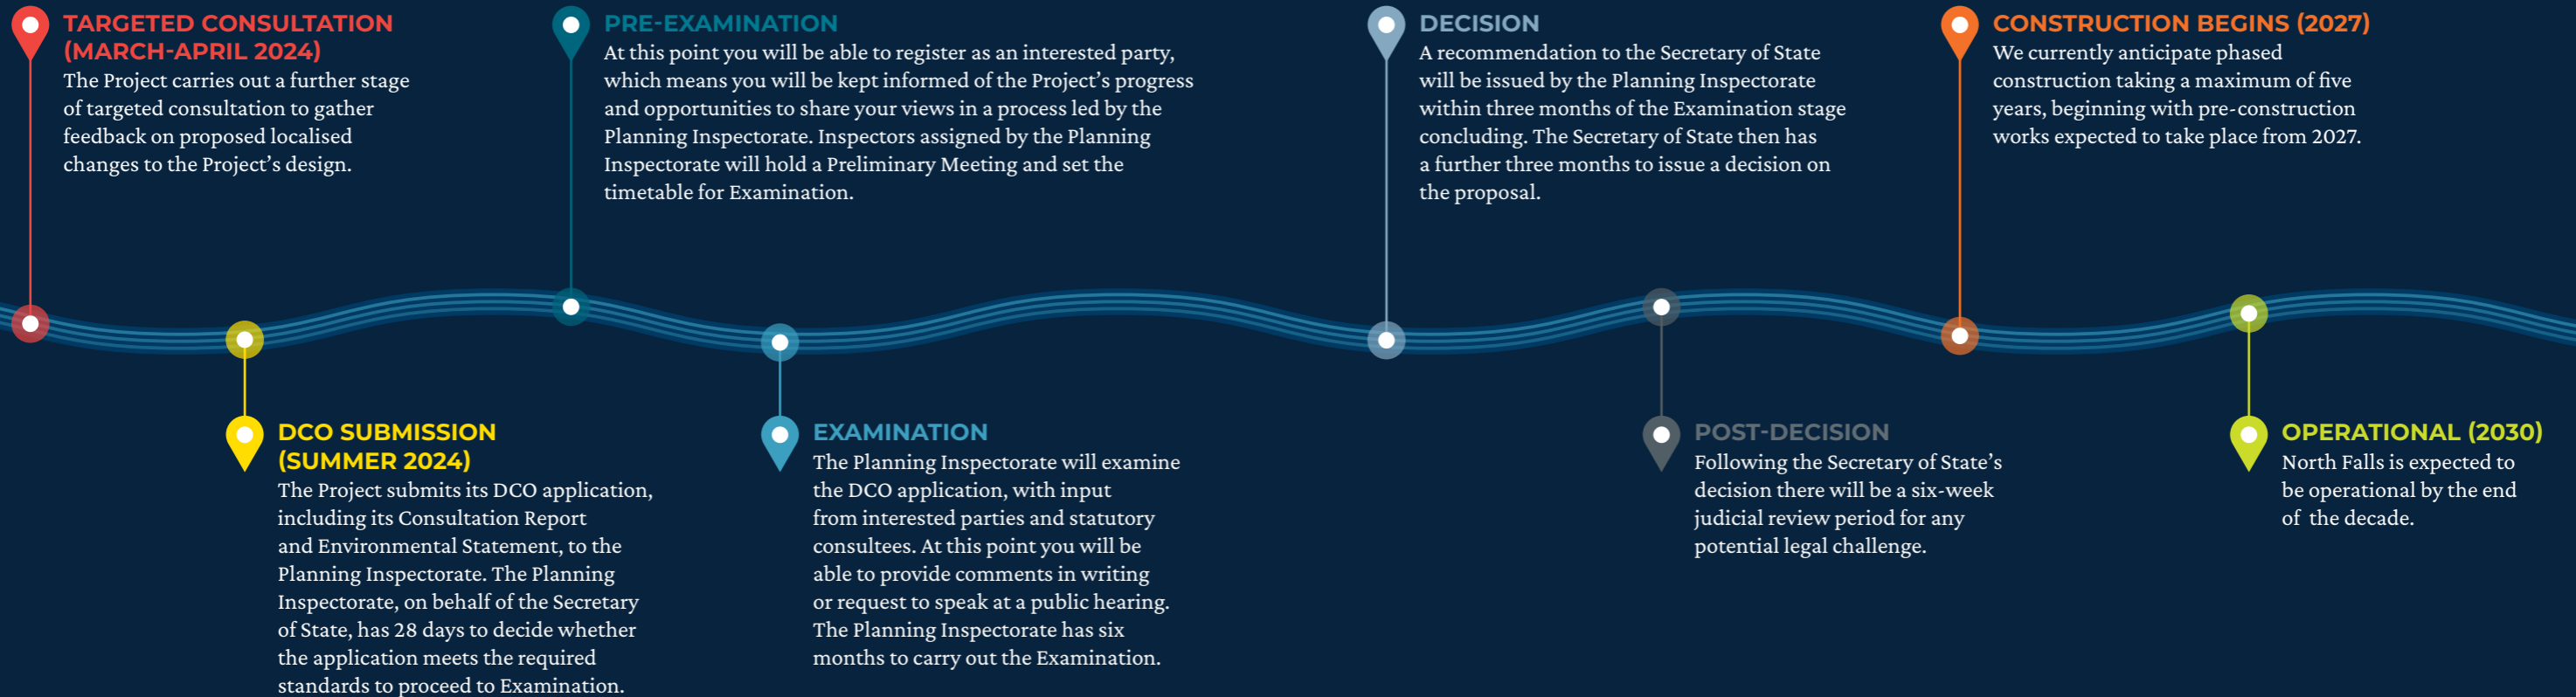 TARGETED CONSULTATION
(MARCH-APRIL 2024)
The Project carries out a further stage
of targeted consultation to gather
feedback on proposed localised
changes to the Project’s design.
DCO SUBMISSION
(SUMMER 2024)
The Project submits its DCO application,
including its Consultation Report
and Environmental Statement, to the
Planning Inspectorate. The Planning
Inspectorate, on behalf of the Secretary
of State, has 28 days to decide whether
the application meets the required
standards to proceed to Examination.
PRE-EXAMINATION
At this point you will be able to register as an interested party,
which means you will be kept informed of the Project’s progress
and opportunities to share your views in a process led by the
Planning Inspectorate. Inspectors assigned by the Planning
Inspectorate will hold a Preliminary Meeting and set the
timetable for Examination.
EXAMINATION
The Planning Inspectorate will examine
the DCO application, with input
from interested parties and statutory
consultees. At this point you will be
able to provide comments in writing
or request to speak at a public hearing.
The Planning Inspectorate has six
months to carry out the Examination.
DECISION
A recommendation to the Secretary of State
will be issued by the Planning Inspectorate
within three months of the Examination stage
concluding. The Secretary of State then has
a further three months to issue a decision on
the proposal.
POST-DECISION
Following the Secretary of State’s
decision there will be a six-week
judicial review period for any
potential legal challenge.
CONSTRUCTION BEGINS (2027)
We currently anticipate phased
construction taking a maximum of five
years, beginning with pre-construction
works expected to take place from 2027.
OPERATIONAL (2030)
North Falls is expected to
be operational by the end
of the decade.